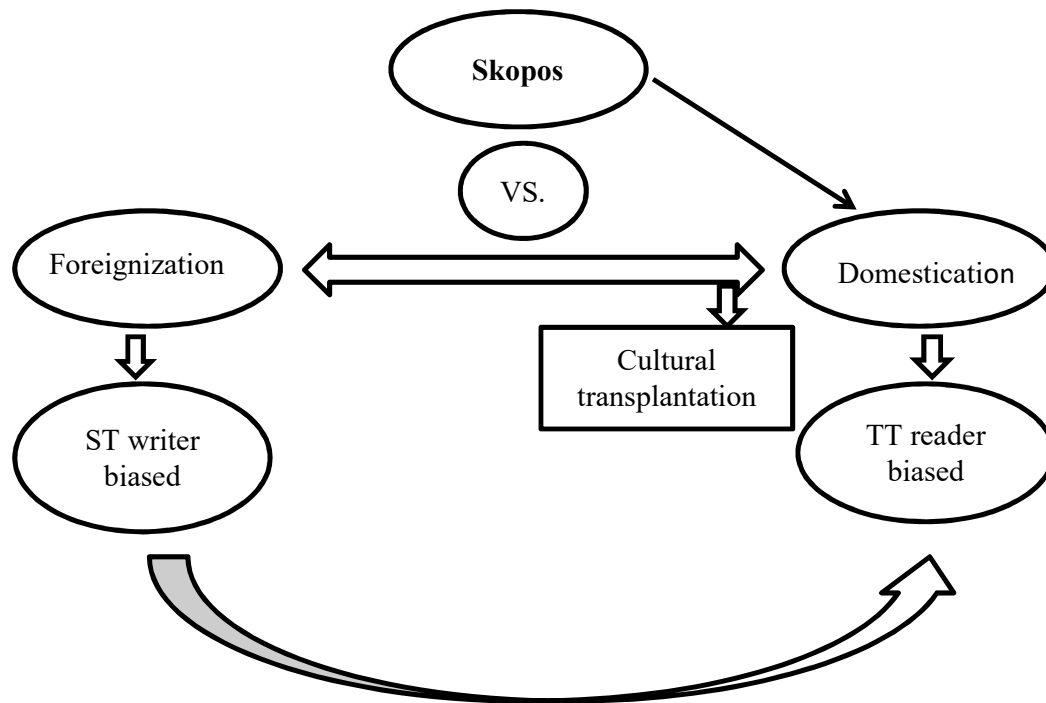 Skopos
VS.
Foreignization
Domestication
Cultural
transplantation
ST writer
biased
TT reader
biased